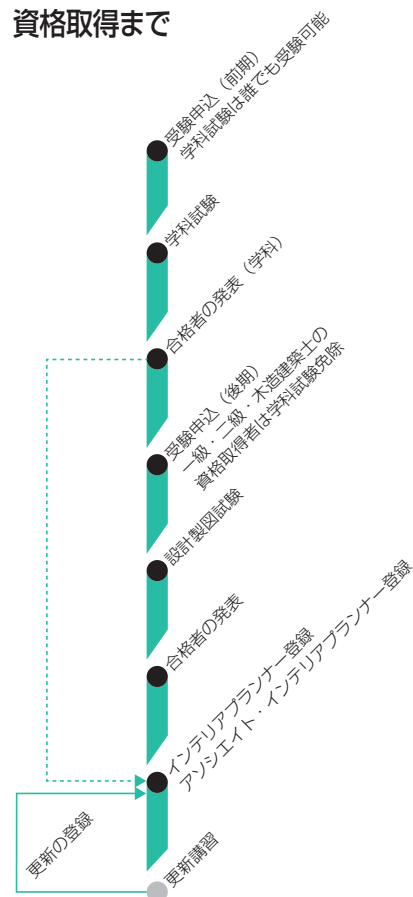 資格取得まで
受験申込（前期）
学科試験は誰でも受験可能
学科試験
合格者の発表（学科）
受験申込（後期）
一級・二級・木造建築士の
資格取得者は学科試験免除
設計製図試験
合格者の発表
インテリアプランナー登録
アソシエイト・インテリアプランナー登録
更新の登録
更新講習